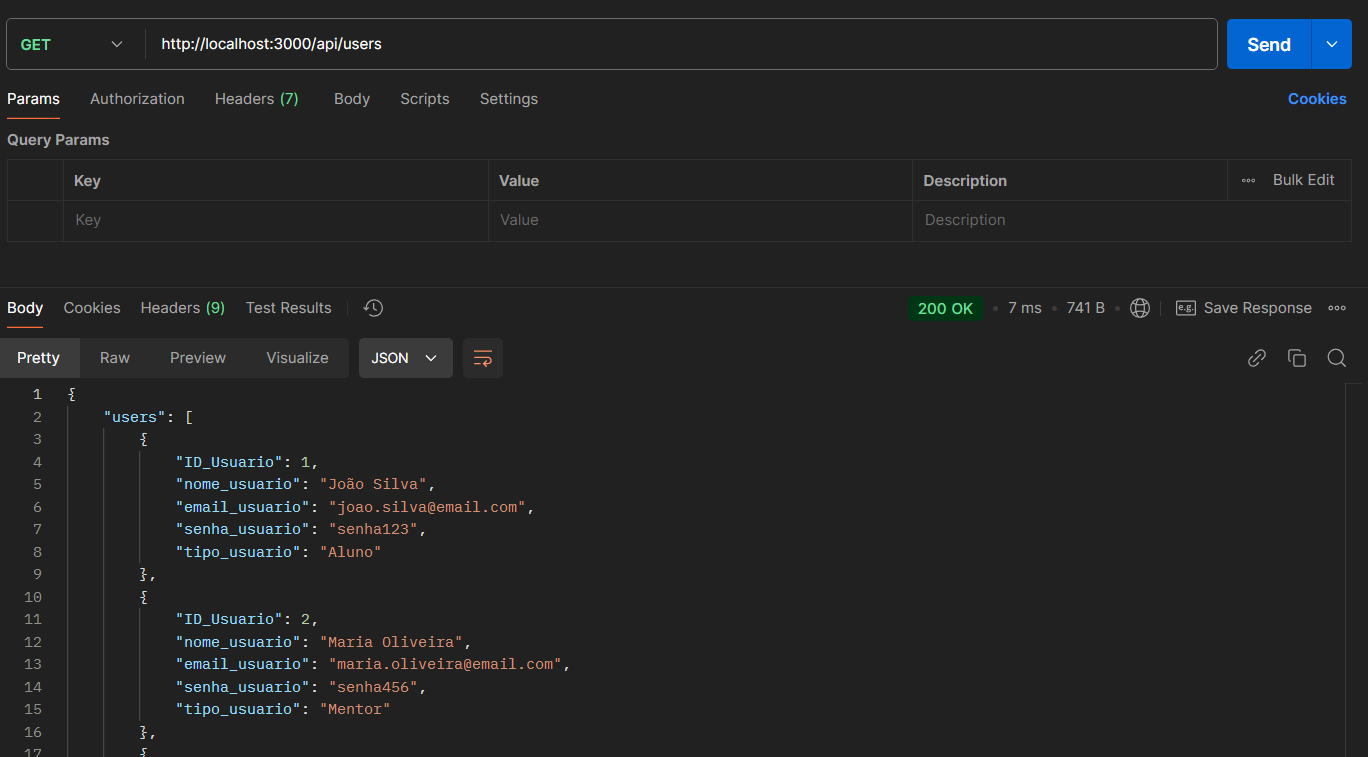 GET http://localhost:3000/api/users Send
Params Authorization Headers (7) Body Scripts Settings Cookies
Query Params
Key Value Description Bulk Edit
Key Value Description
Body Cookies Headers (9) Test Results 200 OK 7 ms 741 B e.g. Save Response
Pretty Raw Preview Visualize JSON
1 {
2 "users": [
3 {
4 "ID_Usuario": 1,
5 "nome_usuario": "João Silva",
6 "email_usuario": "joao.silva@email.com",
7 "senha_usuario": "senha123",
8 "tipo_usuario": "Aluno"
9 },
10 {
11 "ID_Usuario": 2,
12 "nome_usuario": "Maria Oliveira",
13 "email_usuario": "maria.oliveira@email.com",
14 "senha_usuario": "senha456",
15 "tipo_usuario": "Mentor"
16 },
17 {